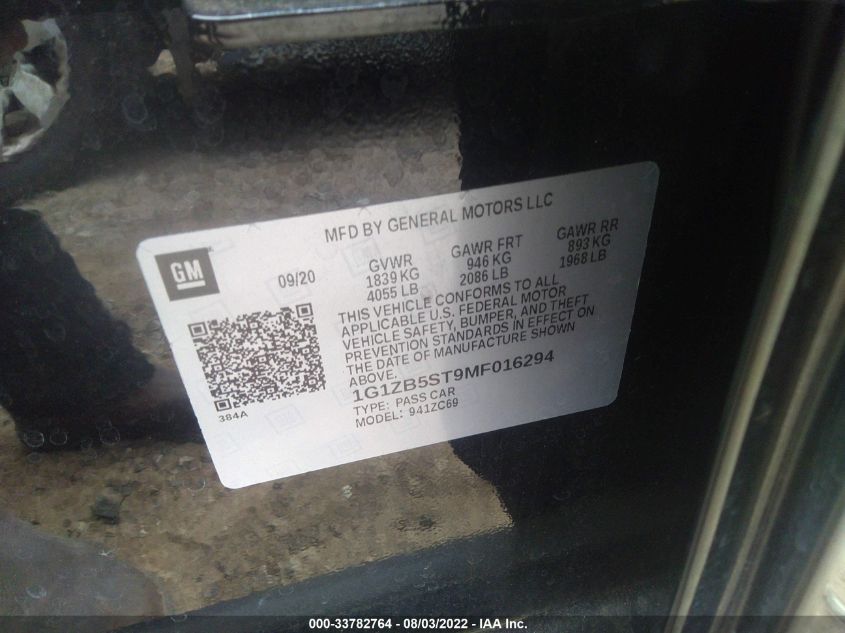 MFD BY GENERAL MOTORS LLC
GM
09/20
GVWR
1839 KG
4055 LB
GAWR FRT
946 KG
2086 LB
GAWR RR
893 KG
1968 LB
THIS VEHICLE CONFORMS TO ALL
APPLICABLE U.S. FEDERAL MOTOR
VEHICLE SAFETY, BUMPER, AND THEFT
PREVENTION STANDARDS IN EFFECT ON
THE DATE OF MANUFACTURE SHOWN
ABOVE.
1G1ZB5ST9MF016294
TYPE: PASS CAR
MODEL: 941ZC69
384A
000-33782764 - 08/03/2022 - IAA Inc.